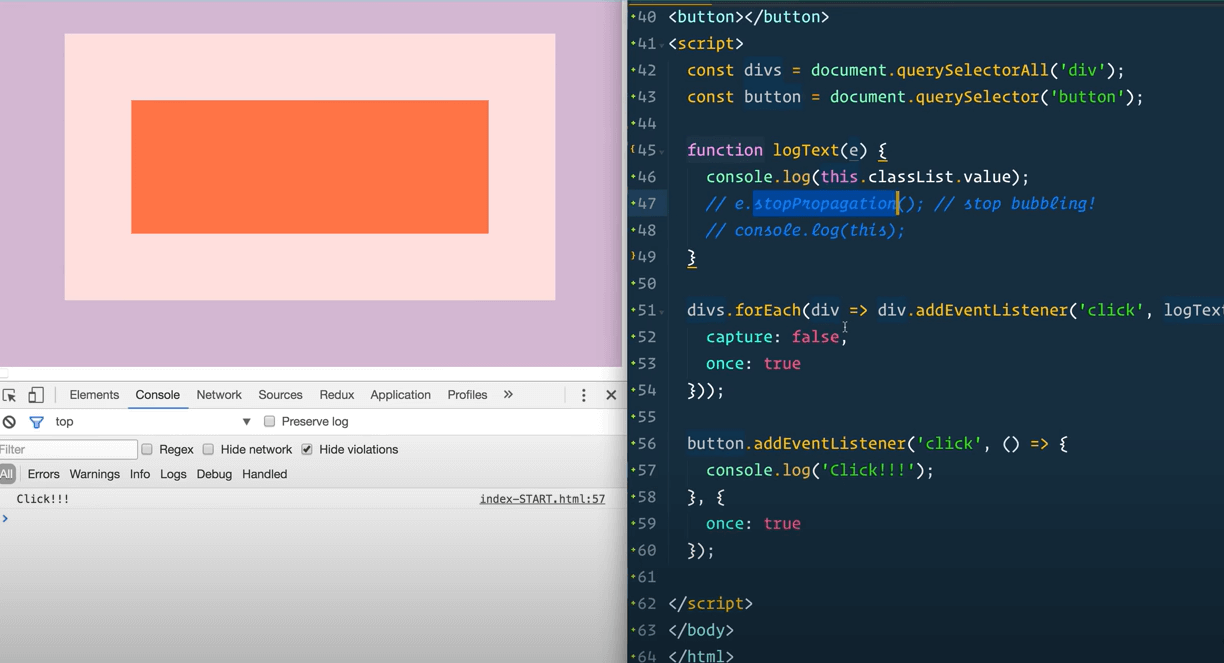 Elements Console Network Sources Redux Application Profiles »
top Preserve log
Filter Regex Hide network Hide violations
All Errors Warnings Info Logs Debug Handled
Click!!! index-START.html:57
>
40 <button></button>
41 <script>
42 const divs = document.querySelectorAll('div');
43 const button = document.querySelector('button');
44
45 function logText(e) {
46 console.log(this.classList.value);
47 // e.stopPropagation(); // stop bubbling!
48 // console.log(this);
49 }
50
51 divs.forEach(div => div.addEventListener('click', logText
52 capture: false,
53 once: true
54 }));
55
56 button.addEventListener('click', () => {
57 console.log('Click!!!');
58 }, {
59 once: true
60 });
61
62 </script>
63 </body>
64 </html>